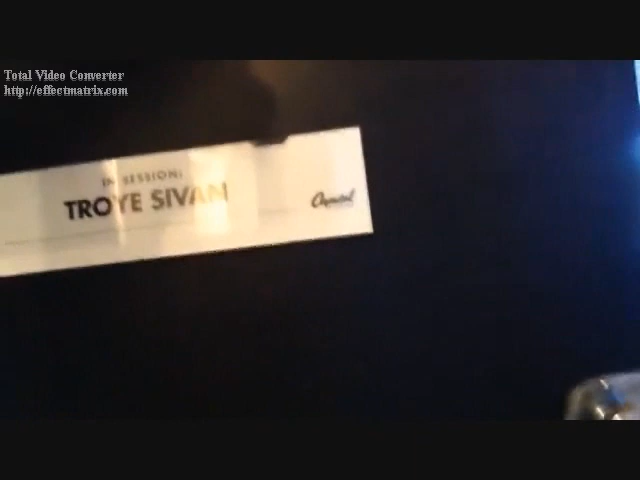 Total Video Converter
http://effectmatrix.com
IN SESSION:
TROYE SIVAN
Capitol